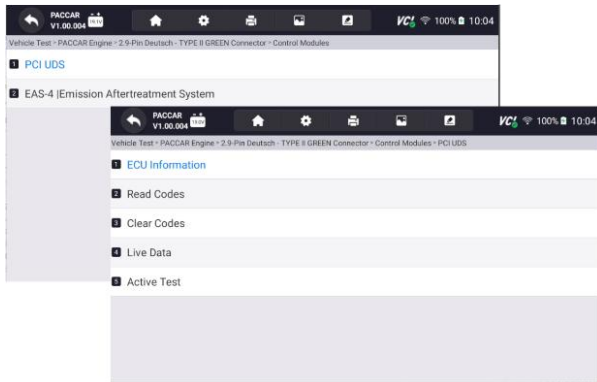 PACCAR
V1.00.004
VCI 100% 10:04
Vehicle Test PACCAR Engine 2.9-Pin Deutsch - TYPE II GREEN Connector Control Modules
1 PCI UDS
2 EAS-4 |Emission Aftertreatment System
PACCAR
V1.00.004
VCI 100% 10:04
Vehicle Test PACCAR Engine 2.9-Pin Deutsch - TYPE II GREEN Connector Control Modules PCI UDS
1 ECU Information
2 Read Codes
3 Clear Codes
4 Live Data
5 Active Test